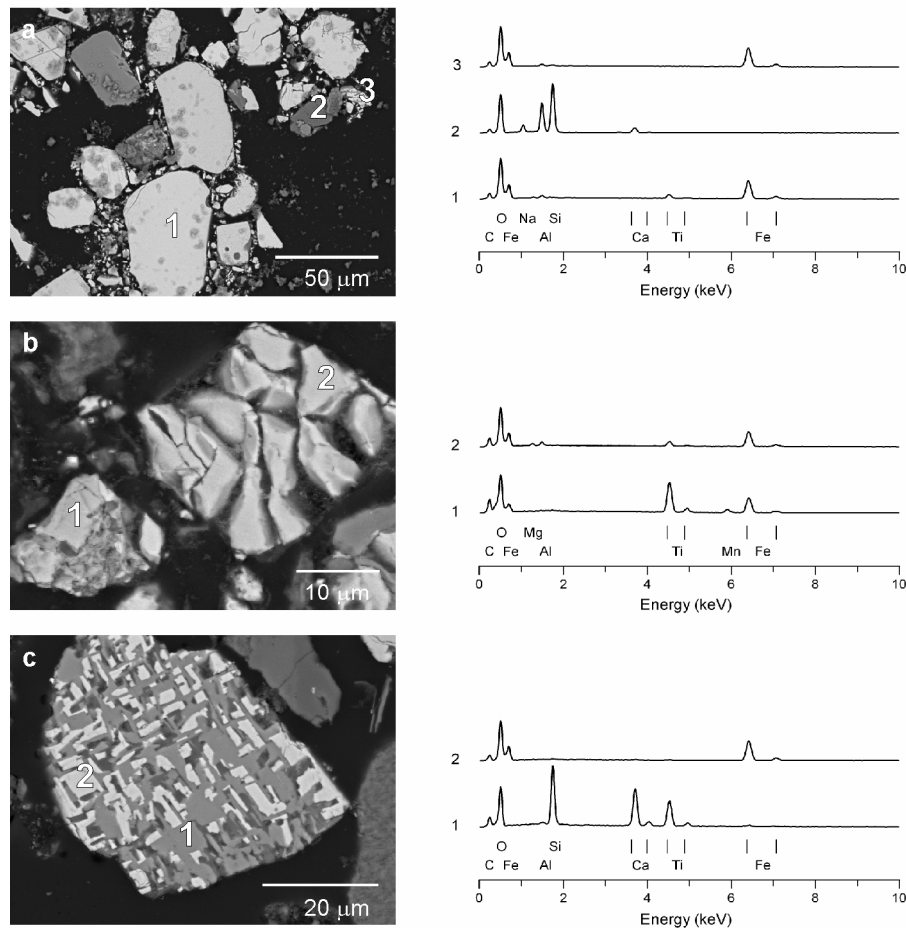 a
2
3
1
50 μm
3
2
1
O Na Si
C Fe Al Ca Ti Fe
0 2 4 6 8 10
Energy (keV)
b
2
1
10 μm
2
1
O Mg
C Fe Al Ti Mn Fe
0 2 4 6 8 10
Energy (keV)
c
2
1
20 μm
2
1
O Si
C Fe Al Ca Ti Fe
0 2 4 6 8 10
Energy (keV)